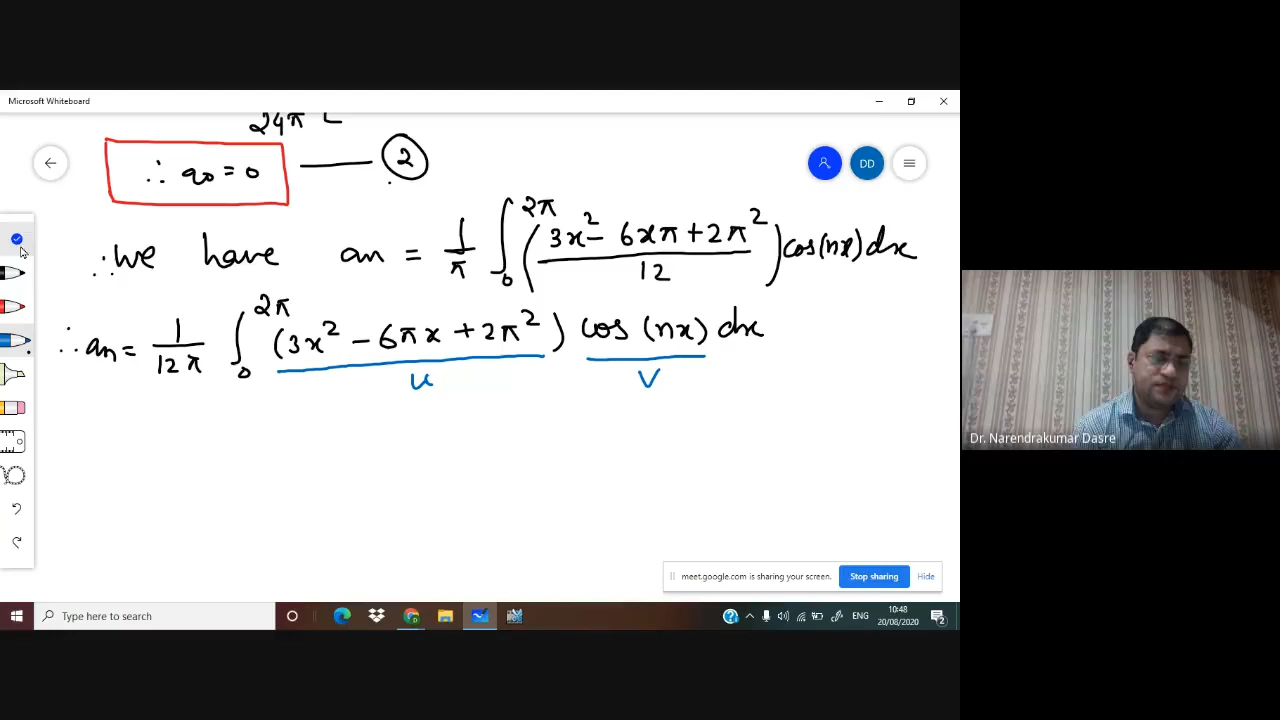 Microsoft Whiteboard
24π [
∴ a₀ = 0 ——— ②
DD
∴ we have an = 1/π ∫₀^2π ( (3x² - 6xπ + 2π²) / 12 ) cos(nx) dx
∴ an = 1/12π ∫₀^2π (3x² - 6πx + 2π²) cos (nx) dx
u v
Dr. Narendrakumar Dasre
meet.google.com is sharing your screen. Stop sharing Hide
Type here to search
ENG
10:48
20/08/2020
2